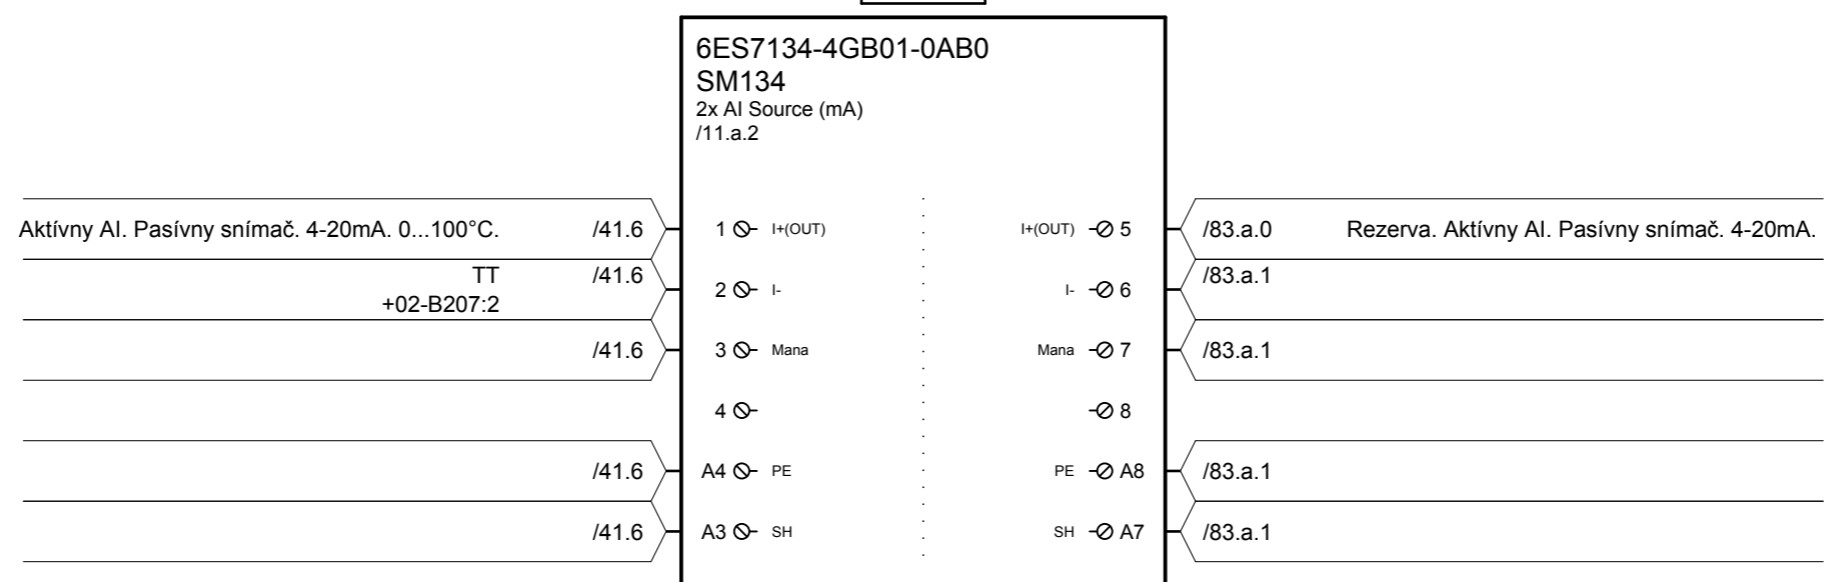 6ES7134-4GB01-0AB0
SM134
2x AI Source (mA)
/11.a.2
Aktívny AI. Pasívny snímač. 4-20mA. 0...100°C. /41.6 1 I+(OUT) I+(OUT) 5 /83.a.0 Rezerva. Aktívny AI. Pasívny snímač. 4-20mA.
TT /41.6 2 I- I- 6 /83.a.1
+02-B207:2
/41.6 3 Mana Mana 7 /83.a.1
4 8
/41.6 A4 PE PE A8 /83.a.1
/41.6 A3 SH SH A7 /83.a.1